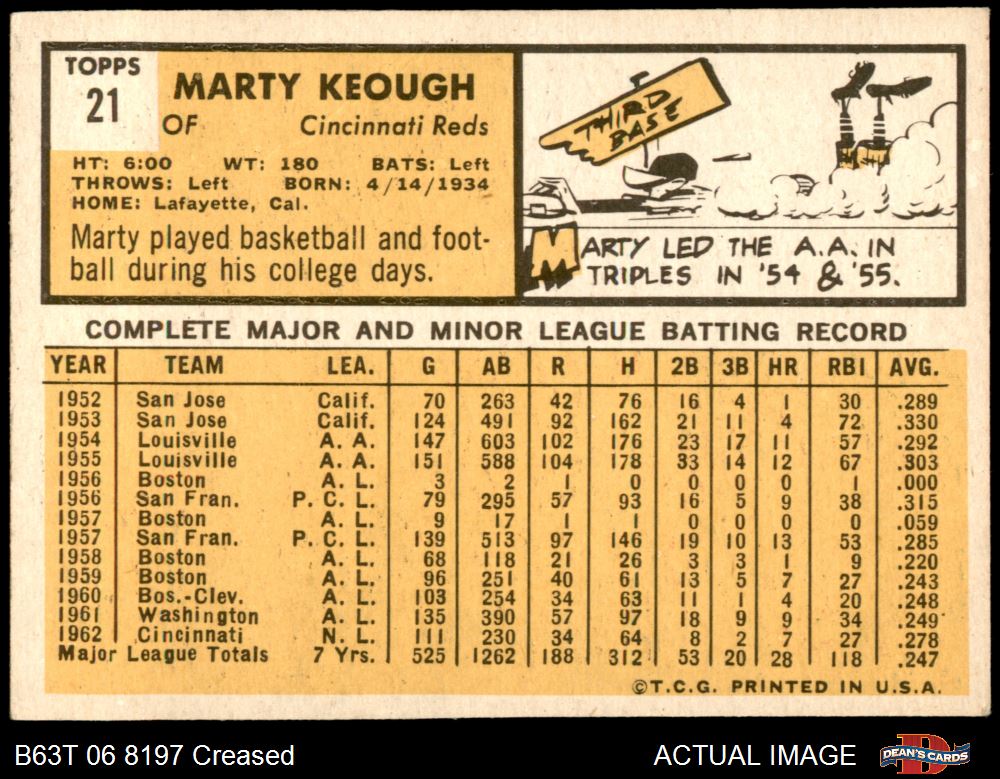 TOPPS
21
MARTY KEOUGH
OF Cincinnati Reds
HT: 6:00 WT: 180 BATS: Left
THROWS: Left BORN: 4/14/1934
HOME: Lafayette, Cal.
Marty played basketball and foot-
ball during his college days.
THIRD
BASE
MARTY LED THE A.A. IN
TRIPLES IN '54 & '55.
COMPLETE MAJOR AND MINOR LEAGUE BATTING RECORD
YEAR TEAM LEA. G AB R H 2B 3B HR RBI AVG.
1952 San Jose Calif. 70 263 42 76 16 4 1 30 .289
1953 San Jose Calif. 124 491 92 162 21 11 4 72 .330
1954 Louisville A. A. 147 603 102 176 23 17 11 57 .292
1955 Louisville A. A. 151 588 104 178 33 14 12 67 .303
1956 Boston A. L. 3 2 1 0 0 0 0 1 .000
1956 San Fran. P. C. L. 79 295 57 93 16 5 9 38 .315
1957 Boston A. L. 9 17 1 1 0 0 0 0 .059
1957 San Fran. P. C. L. 139 513 97 146 19 10 13 53 .285
1958 Boston A. L. 68 118 21 26 3 3 1 9 .220
1959 Boston A. L. 96 251 40 61 13 5 7 27 .243
1960 Bos.-Clev. A. L. 103 254 34 63 11 1 4 20 .248
1961 Washington A. L. 135 390 57 97 18 9 9 34 .249
1962 Cincinnati N. L. 111 230 34 64 8 2 7 27 .278
Major League Totals 7 Yrs. 525 1262 188 312 53 20 28 118 .247
©T.C.G. PRINTED IN U.S.A.
B63T 06 8197 Creased
ACTUAL IMAGE
DEAN'S CARDS